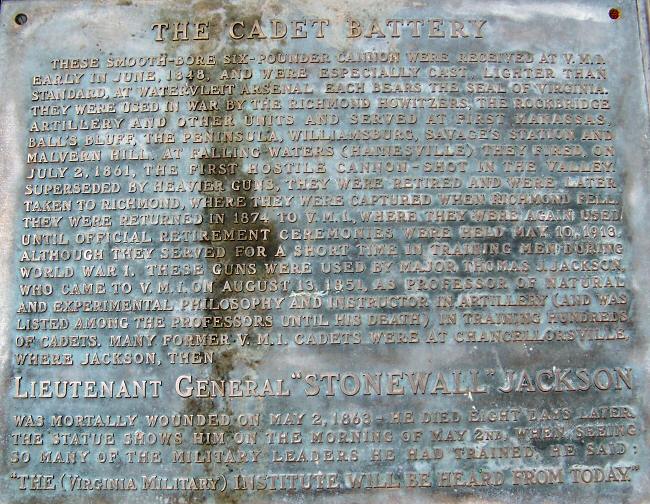 THE CADET BATTERY
THESE SMOOTH-BORE SIX-POUNDER CANNON WERE RECEIVED AT V.M.I.
EARLY IN JUNE, 1848, AND WERE ESPECIALLY CAST, LIGHTER THAN
STANDARD, AT WATERVLEIT ARSENAL. EACH BEARS THE SEAL OF VIRGINIA.
THEY WERE USED IN WAR BY THE RICHMOND HOWITZERS, THE ROCKBRIDGE
ARTILLERY AND OTHER UNITS AND SERVED AT FIRST MANASSAS,
BALL'S BLUFF, THE PENINSULA, WILLIAMSBURG, SAVAGE'S STATION AND
MALVERN HILL. AT FALLING WATERS (HAINESVILLE) THEY FIRED, ON
JULY 2, 1861, THE FIRST HOSTILE CANNON-SHOT IN THE VALLEY.
SUPERSEDED BY HEAVIER GUNS, THEY WERE RETIRED AND WERE LATER
TAKEN TO RICHMOND, WHERE THEY WERE CAPTURED WHEN RICHMOND FELL.
THEY WERE RETURNED IN 1874 TO V.M.I., WHERE THEY WERE AGAIN USED
UNTIL OFFICIAL RETIREMENT CEREMONIES WERE HELD MAY 10, 1913,
ALTHOUGH THEY SERVED FOR A SHORT TIME IN TRAINING MEN DURING
WORLD WAR I. THESE GUNS WERE USED BY MAJOR THOMAS J. JACKSON,
WHO CAME TO V.M.I. ON AUGUST 13, 1851, AS PROFESSOR OF NATURAL
AND EXPERIMENTAL PHILOSOPHY AND INSTRUCTOR IN ARTILLERY (AND WAS
LISTED AMONG THE PROFESSORS UNTIL HIS DEATH) IN TRAINING HUNDREDS
OF CADETS. MANY FORMER V.M.I. CADETS WERE AT CHANCELLORSVILLE,
WHERE JACKSON, THEN
LIEUTENANT GENERAL "STONEWALL" JACKSON
WAS MORTALLY WOUNDED ON MAY 2, 1863 - HE DIED EIGHT DAYS LATER.
THE STATUE SHOWS HIM ON THE MORNING OF MAY 2ND, WHEN SEEING
SO MANY OF THE MILITARY LEADERS HE HAD TRAINED, HE SAID:
"THE (VIRGINIA MILITARY) INSTITUTE WILL BE HEARD FROM TODAY."